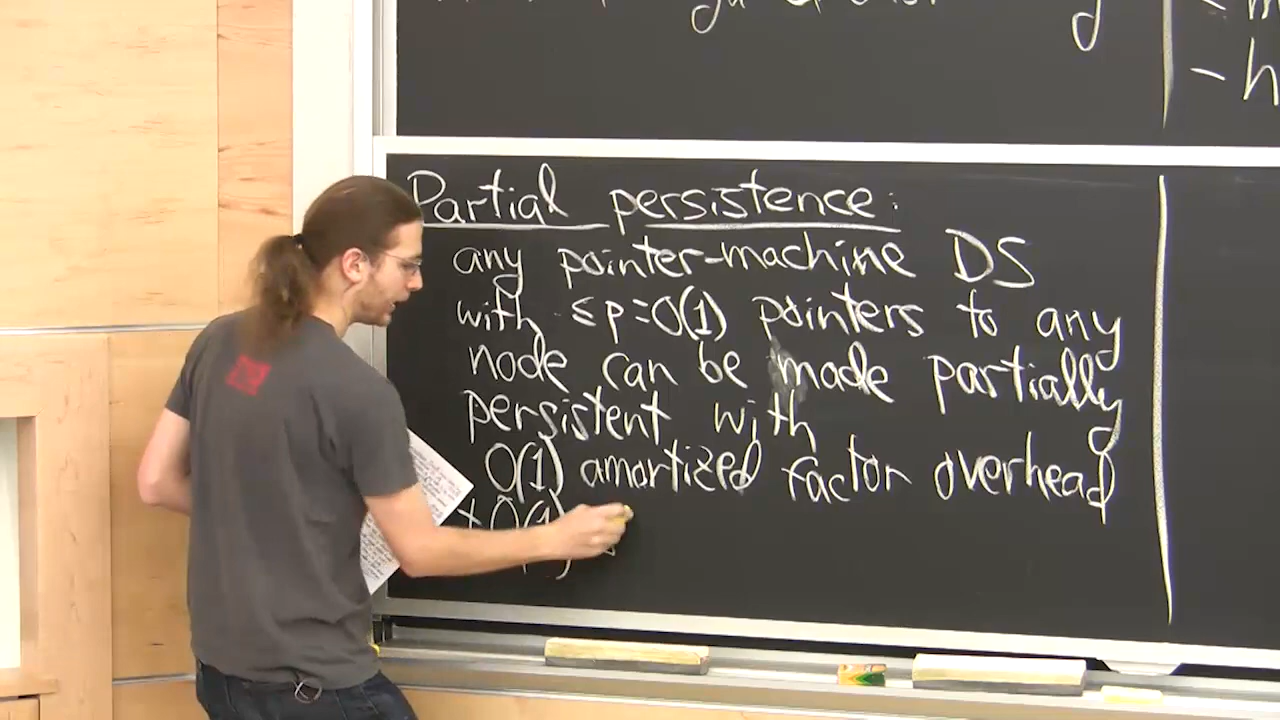 - h
Partial persistence:
any pointer-machine DS
with ≤p=O(1) pointers to any
node can be made partially
persistent with
O(1) amortized factor overhead
+ O(1)